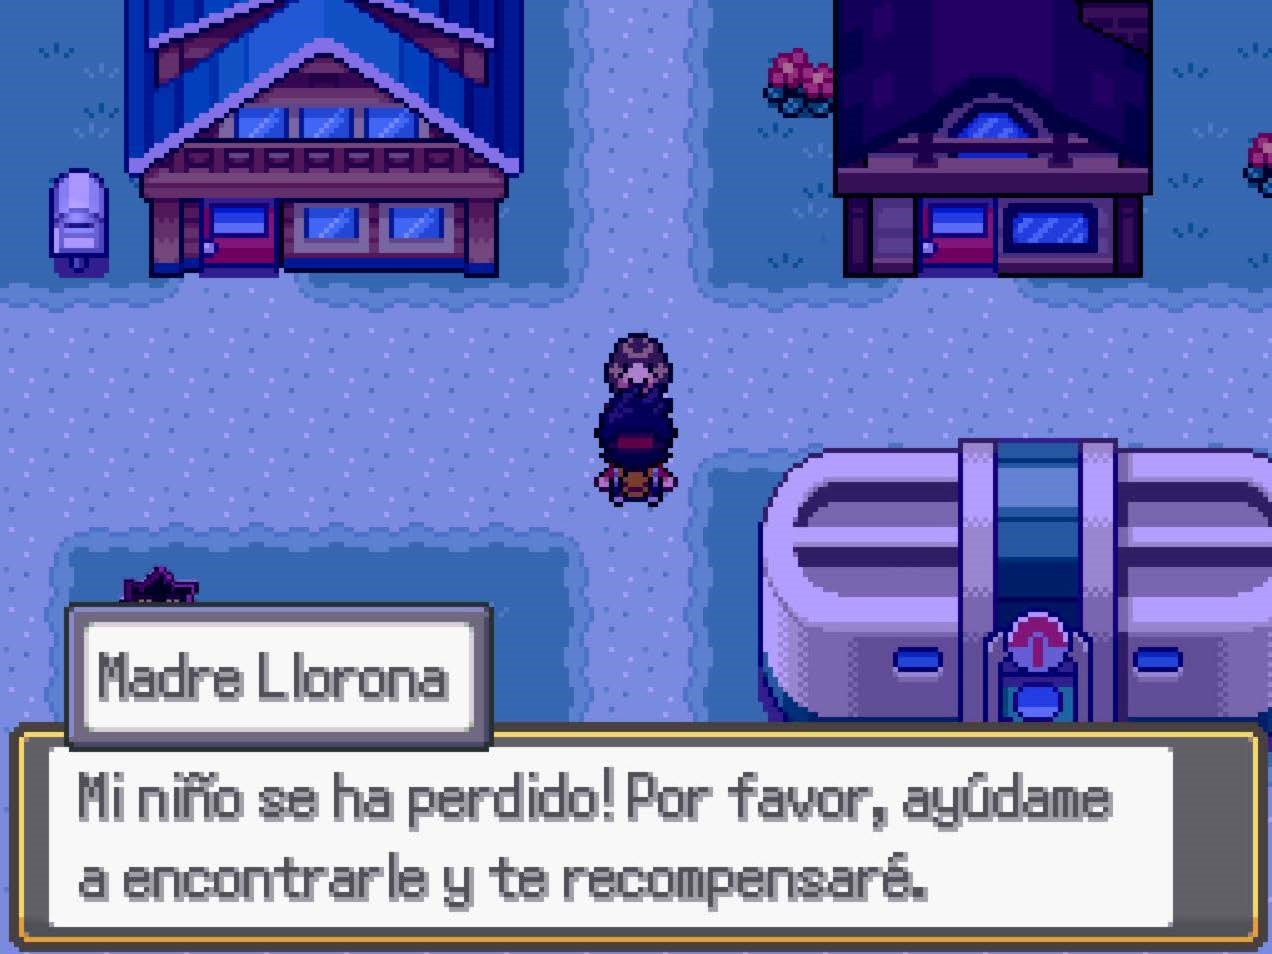 Madre Llorona
Mi niño se ha perdido! Por favor, ayúdame
a encontrarle y te recompensaré.